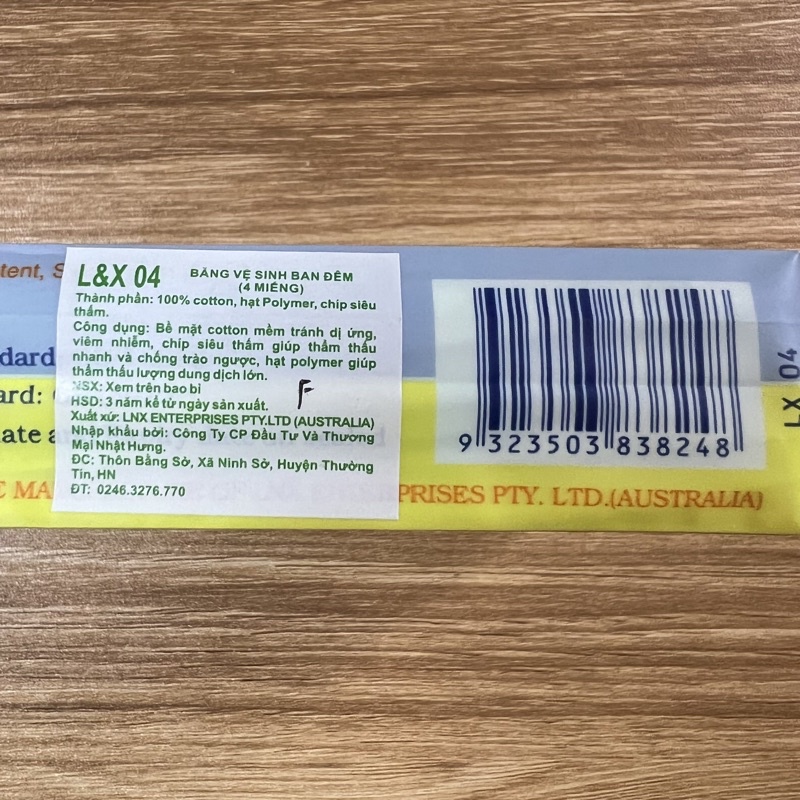 L&X 04
BĂNG VỆ SINH BAN ĐÊM
(4 MIẾNG)
Thành phần: 100% cotton, hạt Polymer, chip siêu
thấm.
Công dụng: Bề mặt cotton mềm tránh dị ứng,
viêm nhiễm, chip siêu thấm giúp thấm thấu
nhanh và chống trào ngược, hạt polymer giúp
thấm thấu lượng dung dịch lớn.
NSX: Xem trên bao bì
HSD: 3 năm kể từ ngày sản xuất.
F
Xuất xứ: LNX ENTERPRISES PTY.LTD (AUSTRALIA)
Nhập khẩu bởi: Công Ty CP Đầu Tư Và Thương
Mại Nhật Hưng.
ĐC: Thôn Bằng Sở, Xã Ninh Sở, Huyện Thường
Tín, HN
ĐT: 0246.3276.770
tent, S
dard
ard:
ate a
E MA
PRISES PTY. LTD.(AUSTRALIA)
9 323503 838248
LX 04